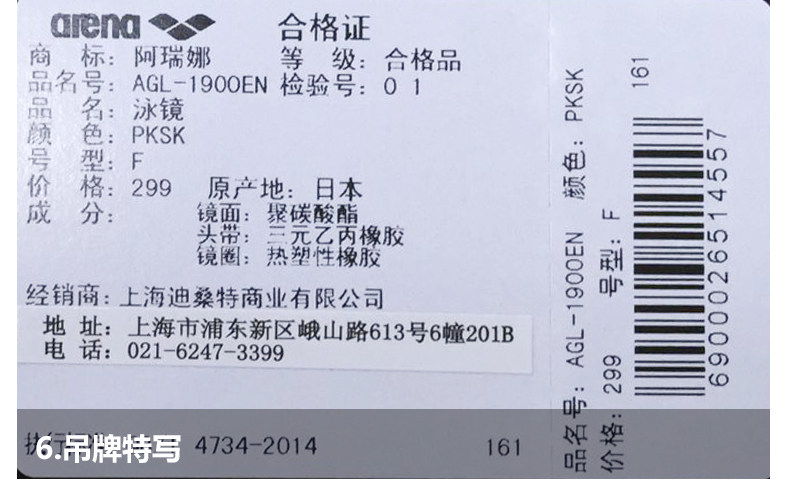 arena 合格证
商 标: 阿瑞娜 等 级: 合格品
品名号: AGL-1900EN 检验号: 0 1
品 名: 泳镜
颜 色: PKSK
号 型: F
价 格: 299 原产地: 日本
成 分: 镜面: 聚碳酸酯
头带: 三元乙丙橡胶
镜圈: 热塑性橡胶
经销商: 上海迪桑特商业有限公司
地 址: 上海市浦东新区峨山路613号6幢201B
电 话: 021-6247-3399
4734-2014 161
6.吊牌特写
品名号: AGL-1900EN 颜色: PKSK 161
价格: 299 号型: F
6900026514557